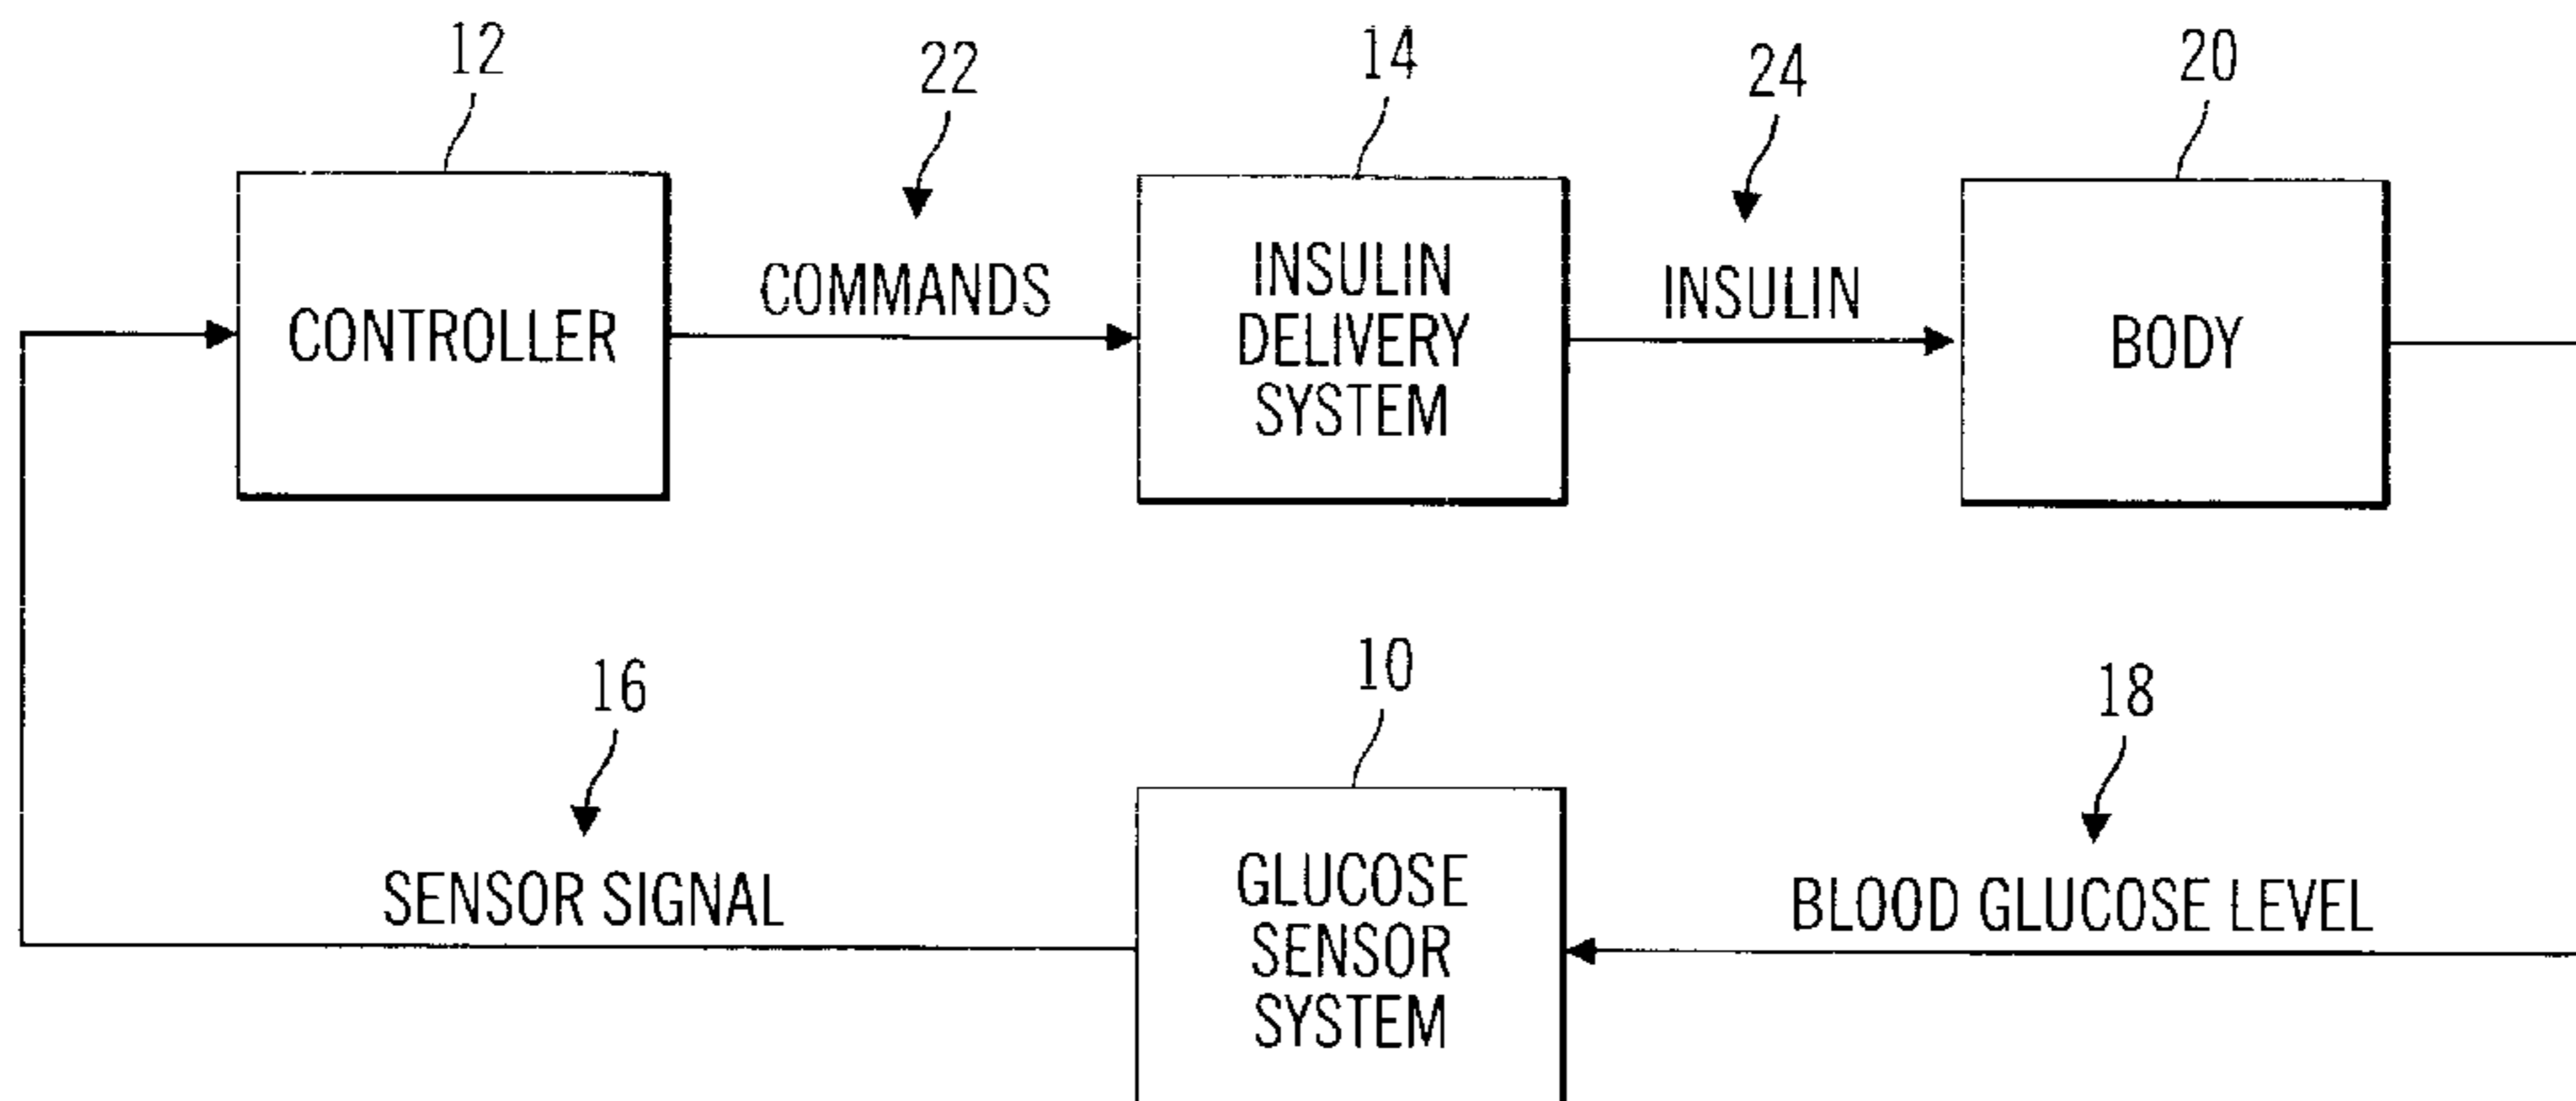 12
22
14
24
20
CONTROLLER
COMMANDS
INSULIN
DELIVERY
SYSTEM
INSULIN
BODY
16
10
18
SENSOR SIGNAL
GLUCOSE
SENSOR
SYSTEM
BLOOD GLUCOSE LEVEL